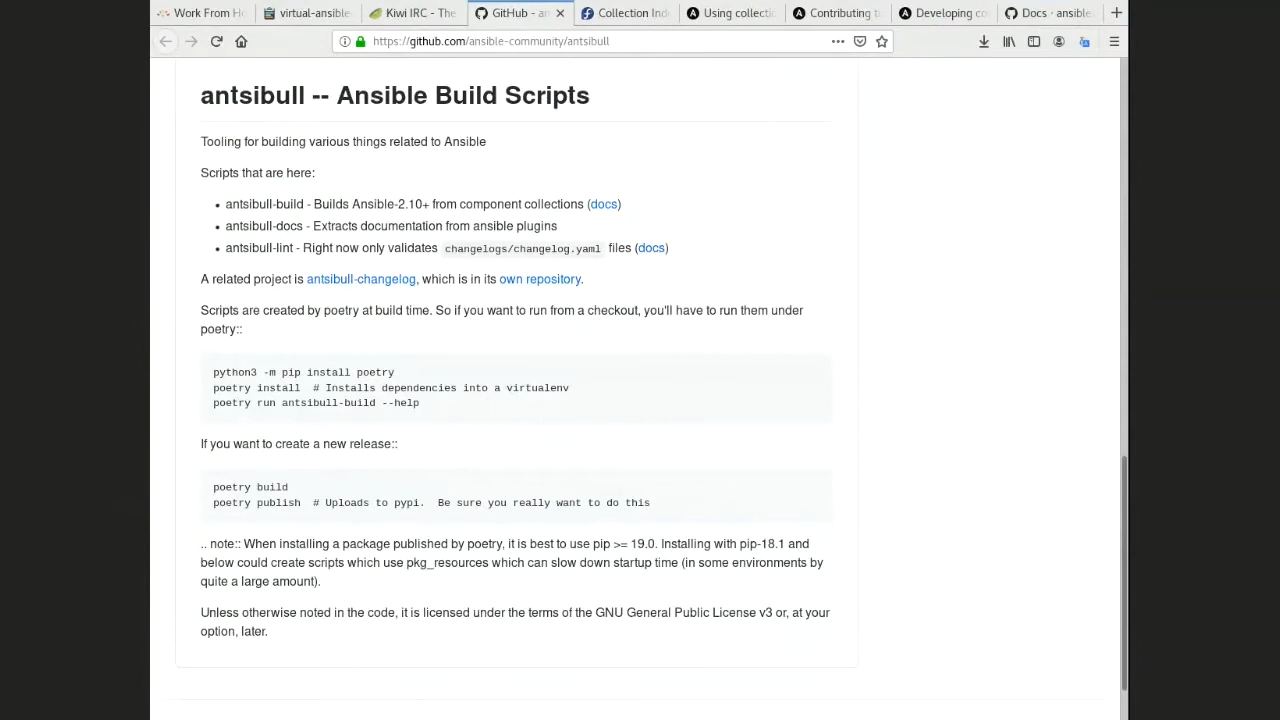 Work From Ho
virtual-ansible
Kiwi IRC - The
GitHub - an
Collection Ind
Using collectio
Contributing t
Developing co
Docs · ansible
https://github.com/ansible-community/antsibull
antsibull -- Ansible Build Scripts
Tooling for building various things related to Ansible
Scripts that are here:
• antsibull-build - Builds Ansible-2.10+ from component collections (docs)
• antsibull-docs - Extracts documentation from ansible plugins
• antsibull-lint - Right now only validates changelogs/changelog.yaml files (docs)
A related project is antsibull-changelog, which is in its own repository.
Scripts are created by poetry at build time. So if you want to run from a checkout, you'll have to run them under
poetry::
python3 -m pip install poetry
poetry install # Installs dependencies into a virtualenv
poetry run antsibull-build --help
If you want to create a new release::
poetry build
poetry publish # Uploads to pypi. Be sure you really want to do this
.. note:: When installing a package published by poetry, it is best to use pip >= 19.0. Installing with pip-18.1 and
below could create scripts which use pkg_resources which can slow down startup time (in some environments by
quite a large amount).
Unless otherwise noted in the code, it is licensed under the terms of the GNU General Public License v3 or, at your
option, later.